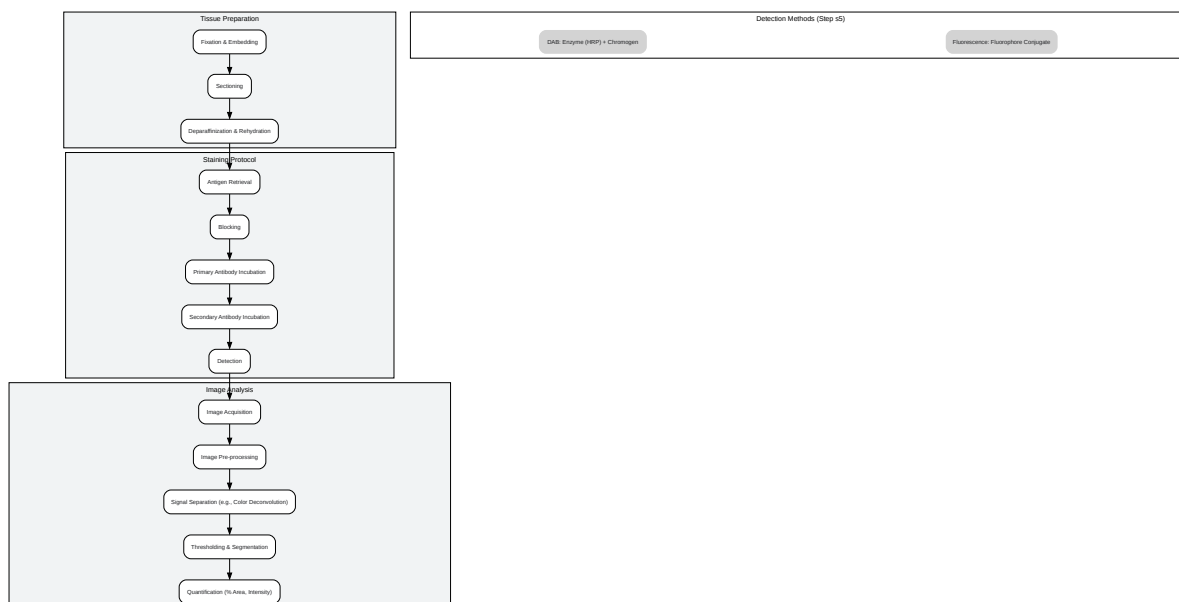 Tissue Preparation
Fixation & Embedding
Sectioning
Deparaffinization & Rehydration
Staining Protocol
Antigen Retrieval
Blocking
Primary Antibody Incubation
Secondary Antibody Incubation
Detection
Image Analysis
Image Acquisition
Image Pre-processing
Signal Separation (e.g., Color Deconvolution)
Thresholding & Segmentation
Quantification (% Area, Intensity)
Detection Methods (Step s5)
DAB: Enzyme (HRP) + Chromagen
Fluorescence: Fluorophore Conjugate